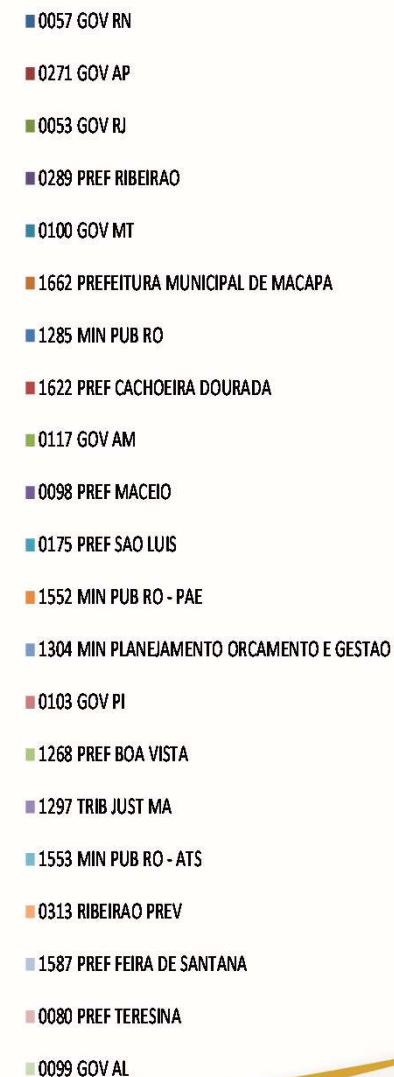 0057 GOV RN
0271 GOV AP
0053 GOV RJ
0289 PREF RIBEIRAO
0100 GOV MT
1662 PREFEITURA MUNICIPAL DE MACAPA
1285 MIN PUB RO
1622 PREF CACHOEIRA DOURADA
0117 GOV AM
0098 PREF MACEIO
0175 PREF SAO LUIS
1552 MIN PUB RO - PAE
1304 MIN PLANEJAMENTO ORCAMENTO E GESTAO
0103 GOV PI
1268 PREF BOA VISTA
1297 TRIB JUST MA
1553 MIN PUB RO - ATS
0313 RIBEIRAO PREV
1587 PREF FEIRA DE SANTANA
0080 PREF TERESINA
0099 GOV AL